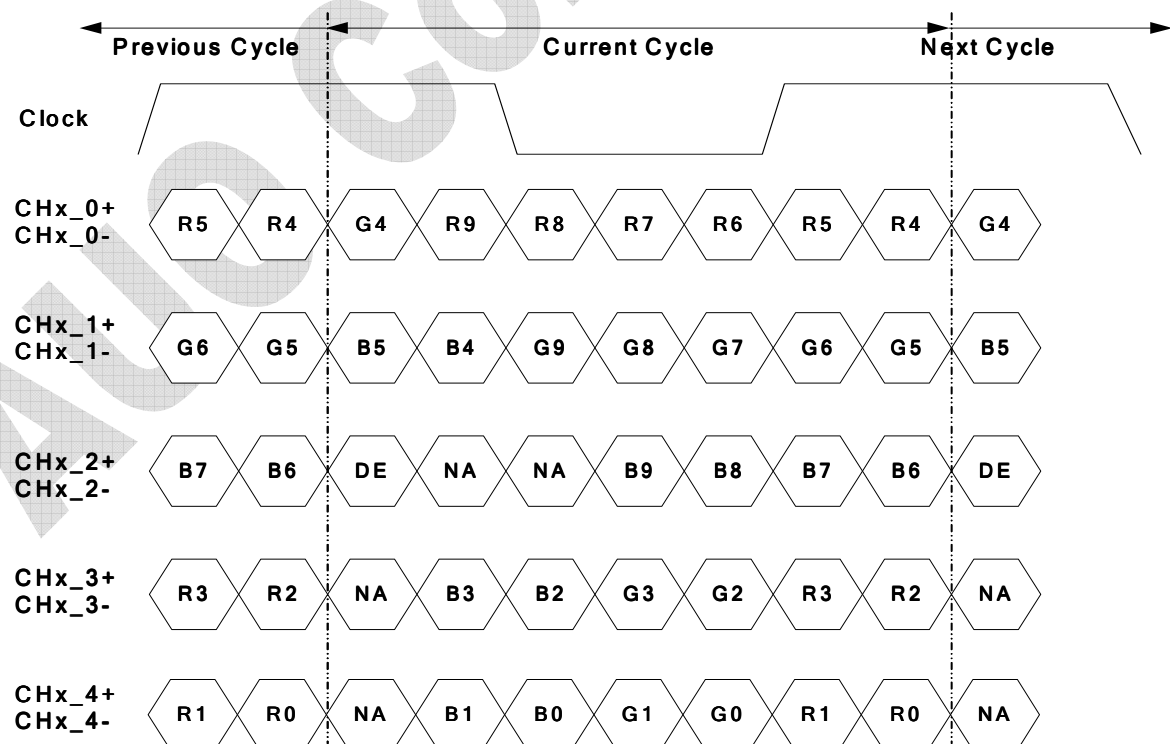 Previous Cycle Current Cycle Next Cycle
Clock
CHx_0+
CHx_0-
R5 R4 G4 R9 R8 R7 R6 R5 R4 G4
CHx_1+
CHx_1-
G6 G5 B5 B4 G9 G8 G7 G6 G5 B5
CHx_2+
CHx_2-
B7 B6 DE NA NA B9 B8 B7 B6 DE
CHx_3+
CHx_3-
R3 R2 NA B3 B2 G3 G2 R3 R2 NA
CHx_4+
CHx_4-
R1 R0 NA B1 B0 G1 G0 R1 R0 NA
AUO Co